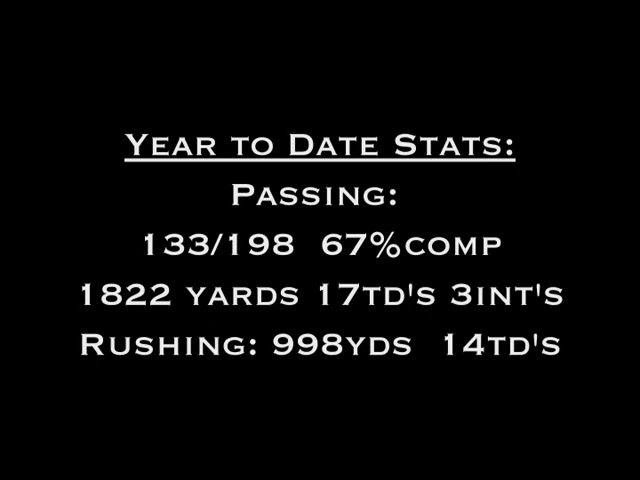 Year to Date Stats:
Passing:
133/198 67%comp
1822 yards 17td's 3int's
Rushing: 998yds 14td's